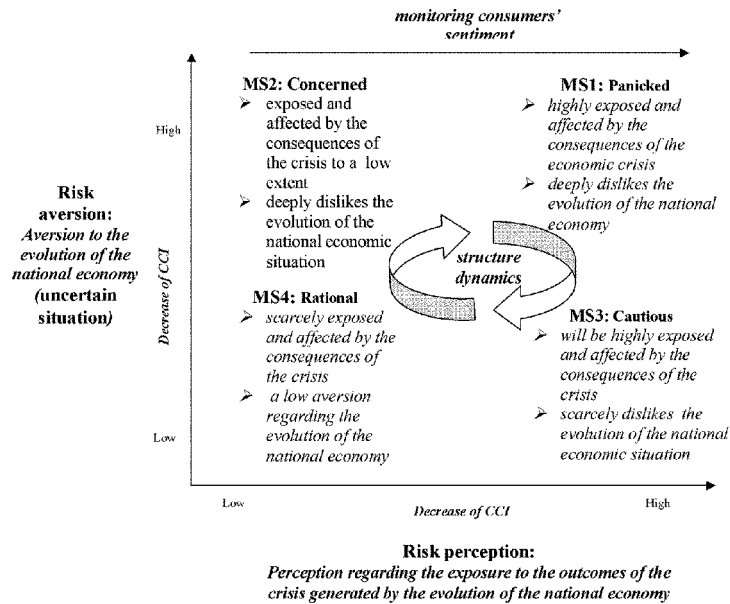 monitoring consumers'
sentiment
MS2: Concerned
➢ exposed and
affected by the
consequences of
the crisis to a low
extent
➢ deeply dislikes the
evolution of the
national economic
situation
MS1: Panicked
➢ highly exposed and
affected by the
consequences of the
economic crisis
➢ deeply dislikes the
evolution of the national
economy
High
Risk
aversion:
Aversion to the
evolution of the
national economy
(uncertain
situation)
Decrease of CCI
structure
dynamics
MS4: Rational
➢ scarcely exposed
and affected by the
consequences of
the crisis
➢ a low aversion
regarding the
evolution of the
national economy
MS3: Cautious
➢ will be highly exposed
and affected by the
consequences of the
crisis
➢ scarcely dislikes the
evolution of the national
economic situation
Low
Low
Decrease of CCI
High
Risk perception:
Perception regarding the exposure to the outcomes of the
crisis generated by the evolution of the national economy